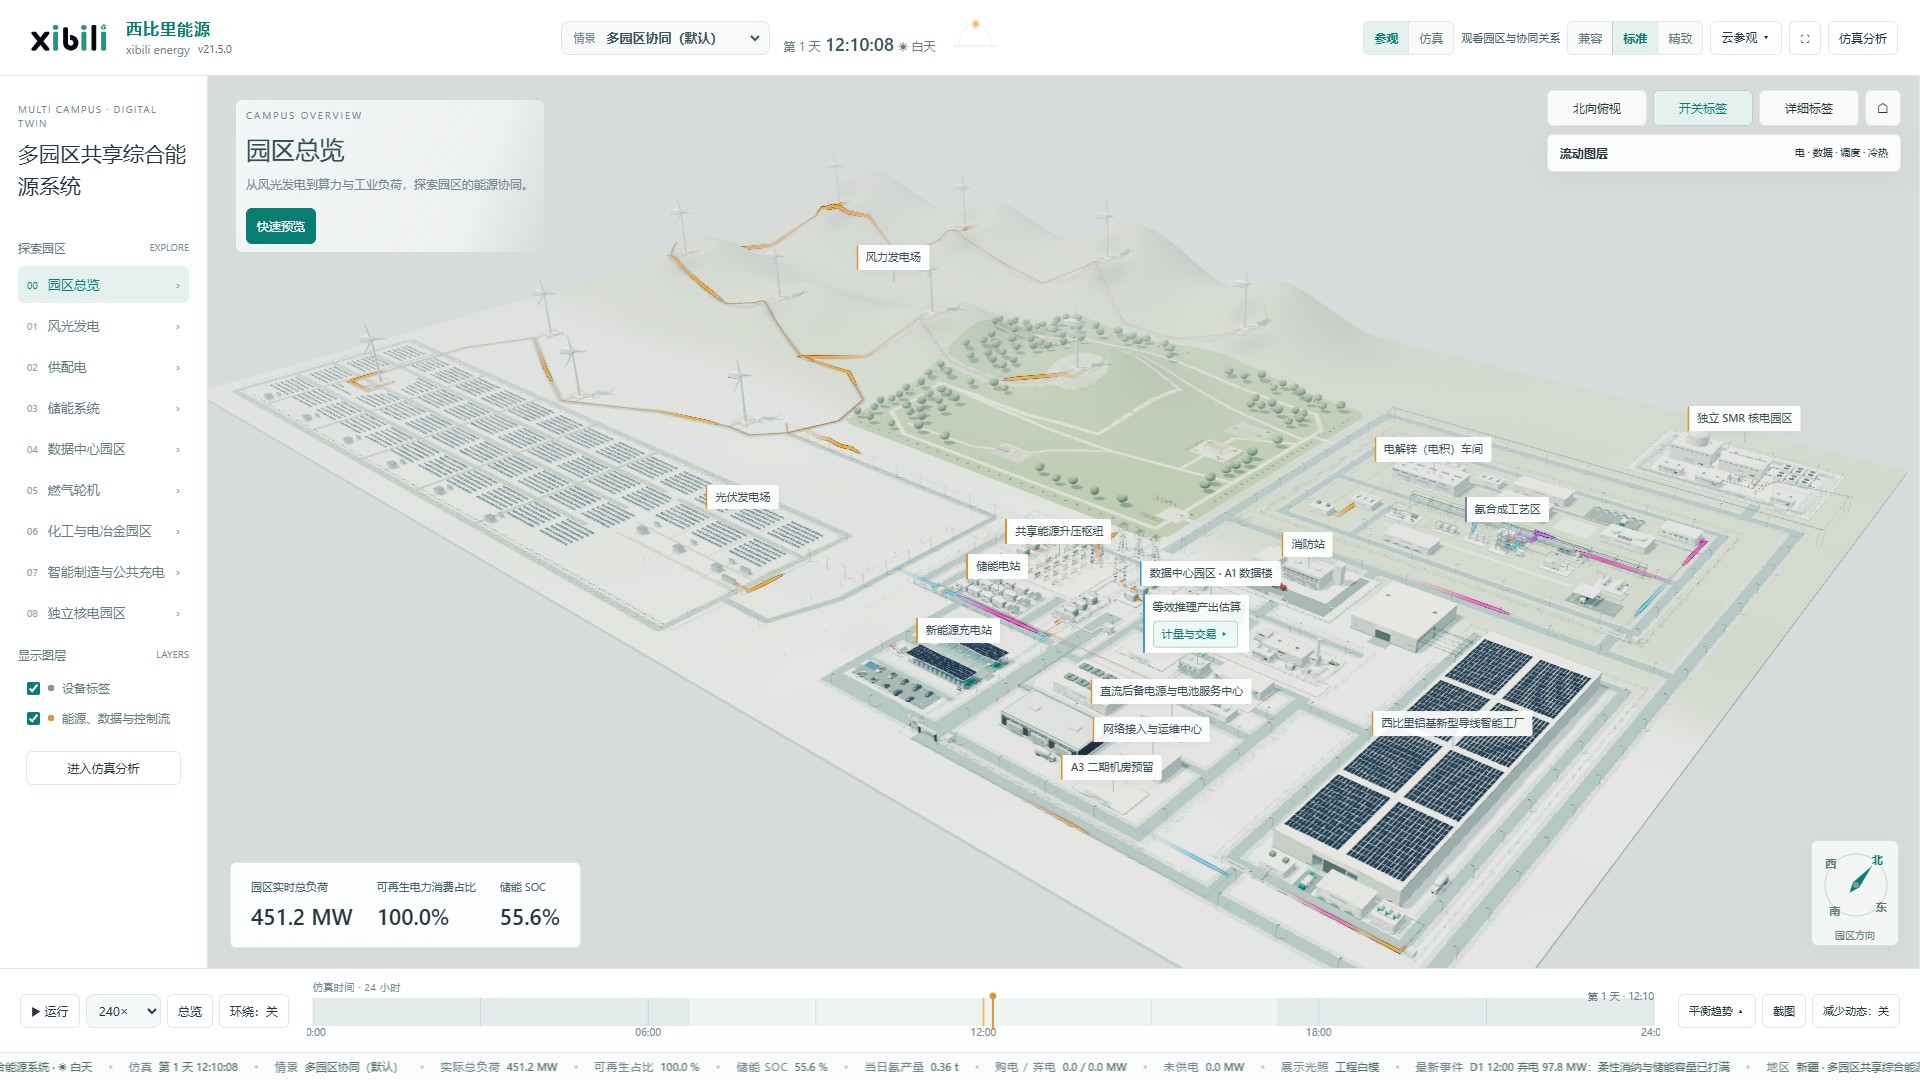 xibili
西比里能源
xibili energy v21.5.0
情景 多园区协同（默认）
第 1 天 12:10:08 ☀ 白天
参观 仿真 观看园区与协同关系 兼容 标准 精致 云参观 仿真分析
MULTI CAMPUS · DIGITAL
TWIN
多园区共享综合能
源系统
探索园区 EXPLORE
00 园区总览 ›
01 风光发电 ›
02 供配电 ›
03 储能系统 ›
04 数据中心园区 ›
05 燃气轮机 ›
06 化工与电冶金园区 ›
07 智能制造与公共充电 ›
08 独立核电园区 ›
显示图层 LAYERS
设备标签
能源、数据与控制流
进入仿真分析
CAMPUS OVERVIEW
园区总览
从风光发电到算力与工业负荷，探索园区的能源协同。
快速预览
北向俯视 开关标签 详细标签
流动图层 电 · 数据 · 调度 · 冷热
风力发电场
独立 SMR 核电园区
电解锌（电积）车间
光伏发电场
氨合成工艺区
共享能源升压枢纽
消防站
储能电站
数据中心园区 · A1 数据楼
等效推理产出估算
计量与交易
新能源充电站
直流后备电源与电池服务中心
西比里铝基新型导线智能工厂
网络接入与运维中心
A3 二期机房预留
园区实时总负荷 可再生电力消费占比 储能 SOC
451.2 MW 100.0% 55.6%
西 北
南 东
园区方向
仿真时间 · 24 小时
第 1 天 · 12:10
▶ 运行 240× 总览 环绕：关
平衡趋势 截图 减少动态：关
0:00 06:00 12:00 18:00 24:0
合能源系统 · ☀ 白天 • 仿真 第 1 天 12:10:08 • 情景 多园区协同（默认） • 实际总负荷 451.2 MW • 可再生占比 100.0 % • 储能 SOC 55.6 % • 当日氨产量 0.36 t • 购电 / 弃电 0.0 / 0.0 MW • 未供电 0.0 MW • 展示光照 工程白模 • 最新事件 D1 12:00 弃电 97.8 MW：柔性消纳与储能容量已打满 • 地区 新疆 · 多园区共享综合能源